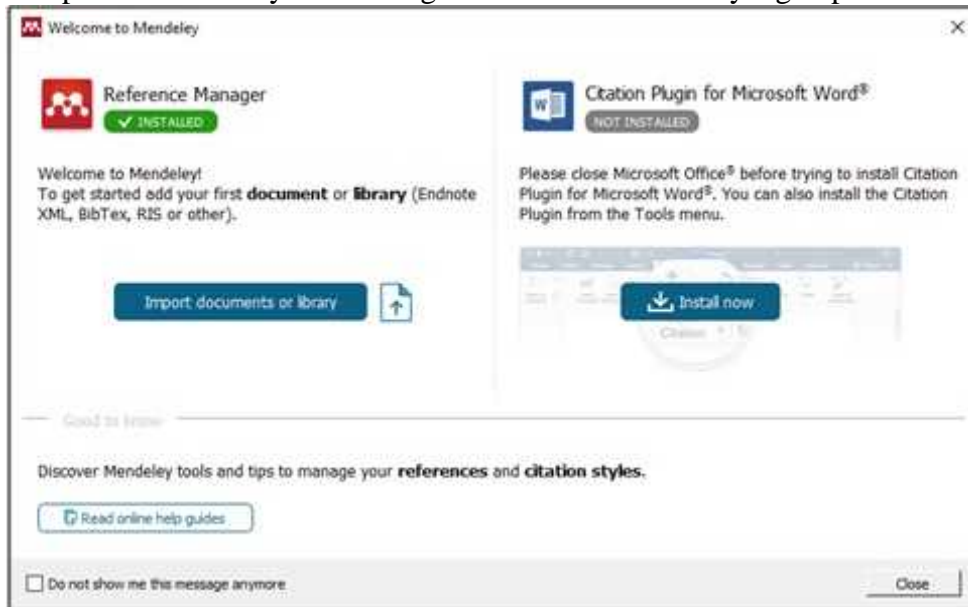 Welcome to Mendeley
Reference Manager
INSTALLED
Welcome to Mendeley!
To get started add your first document or library (Endnote
XML, BibTex, RIS or other).
Import documents or library
Citation Plugin for Microsoft Word®
NOT INSTALLED
Please close Microsoft Office® before trying to install Citation
Plugin for Microsoft Word®. You can also install the Citation
Plugin from the Tools menu.
Install now
Citation
Good to know
Discover Mendeley tools and tips to manage your references and citation styles.
Read online help guides
Do not show me this message anymore
Close